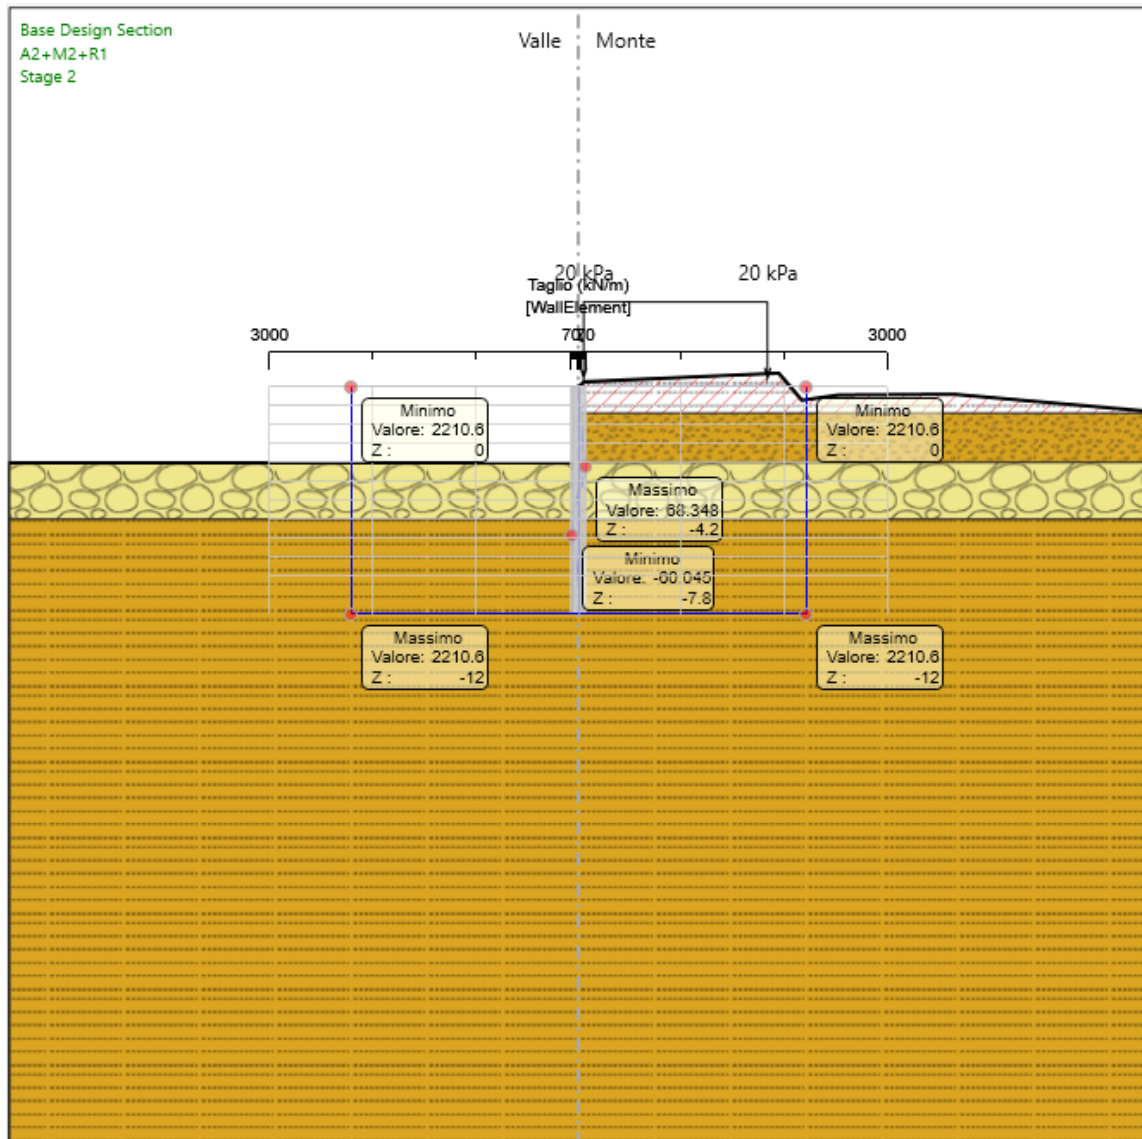 Base Design Section
A2+M2+R1
Stage 2
Valle Monte
20 kPa 20 kPa
Taglio (kN/m)
[WallElement]
3000 3000
Minimo
Valore: 2210.6
Z : 0
Minimo
Valore: 2210.6
Z : 0
Massimo
Valore: 68.348
Z : -4.2
Minimo
Valore: -60.045
Z : -7.8
Massimo
Valore: 2210.6
Z : -12
Massimo
Valore: 2210.6
Z : -12